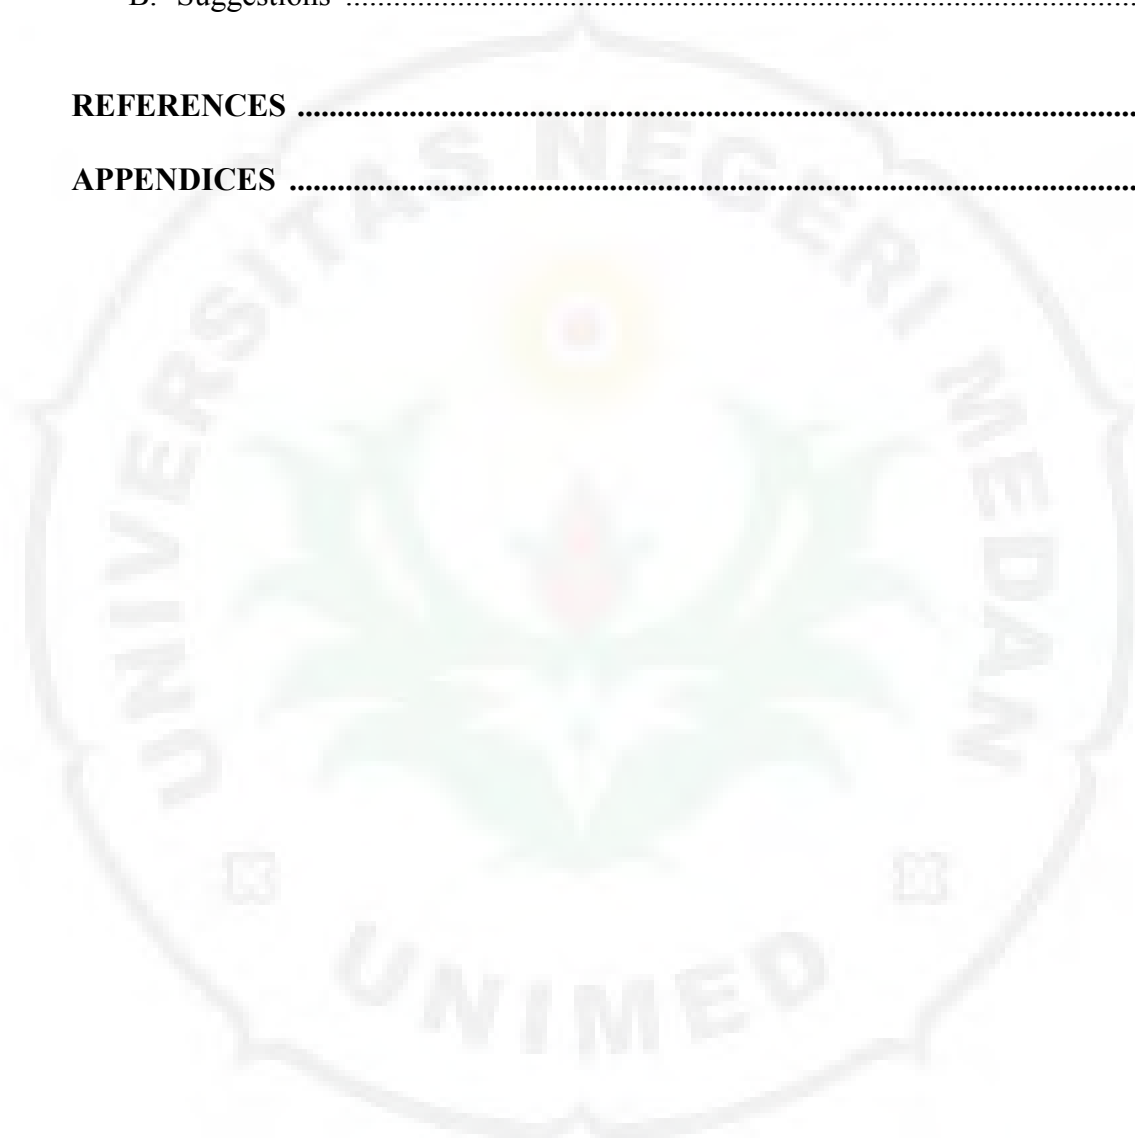 B. Suggestions ........................................................................................................
REFERENCES ........................................................................................................
APPENDICES ........................................................................................................
UNIVERSITAS NEGERI MEDAN
UNIMED